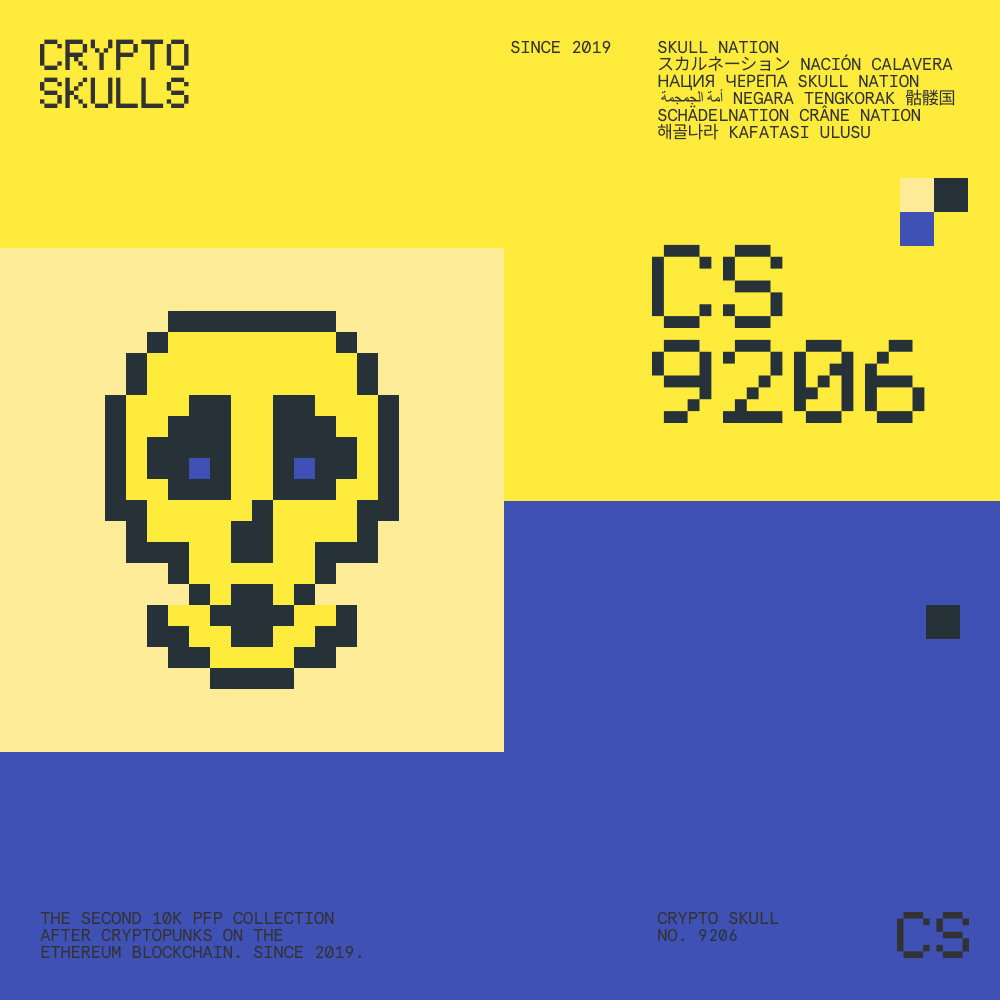 CRYPTO
SKULLS
SINCE 2019
SKULL NATION
スカルネーション NACIÓN CALAVERA
НАЦИЯ ЧЕРЕПА SKULL NATION
أمة الجمجمة NEGARA TENGKORAK 骷髅国
SCHÄDELNATION CRÂNE NATION
해골나라 KAFATASI ULUSU
CS
9206
THE SECOND 10K PFP COLLECTION
AFTER CRYPTOPUNKS ON THE
ETHEREUM BLOCKCHAIN. SINCE 2019.
CRYPTO SKULL
NO. 9206
CS